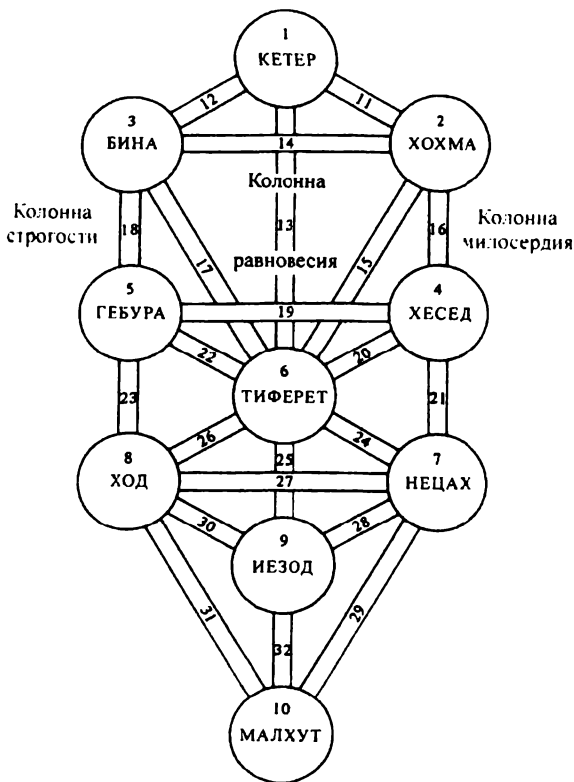 1
КЕТЕР
12
11
3
БИНА
14
2
ХОХМА
Колонна
Колонна
строгости
18
17
13
равновесия
15
16
Колонна
милосердия
5
ГЕБУРА
19
4
ХЕСЕД
22
20
6
ТИФЕРЕТ
23
21
26
24
25
8
ХОД
27
7
НЕЦАХ
30
28
9
ИЕЗОД
31
29
32
10
МАЛХУТ